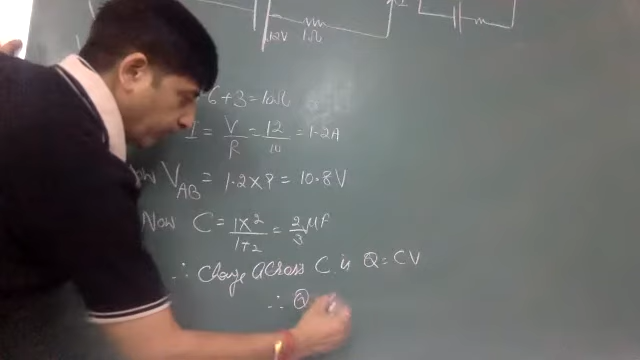 12V 1Ω
6+3=10Ω
I = V/R = 12/10 = 1.2A
Now V_AB = 1.2×9 = 10.8V
Now C = 1×2/1+2 = 2/3 μF
∴ Charge Across C is Q=CV
∴ Q